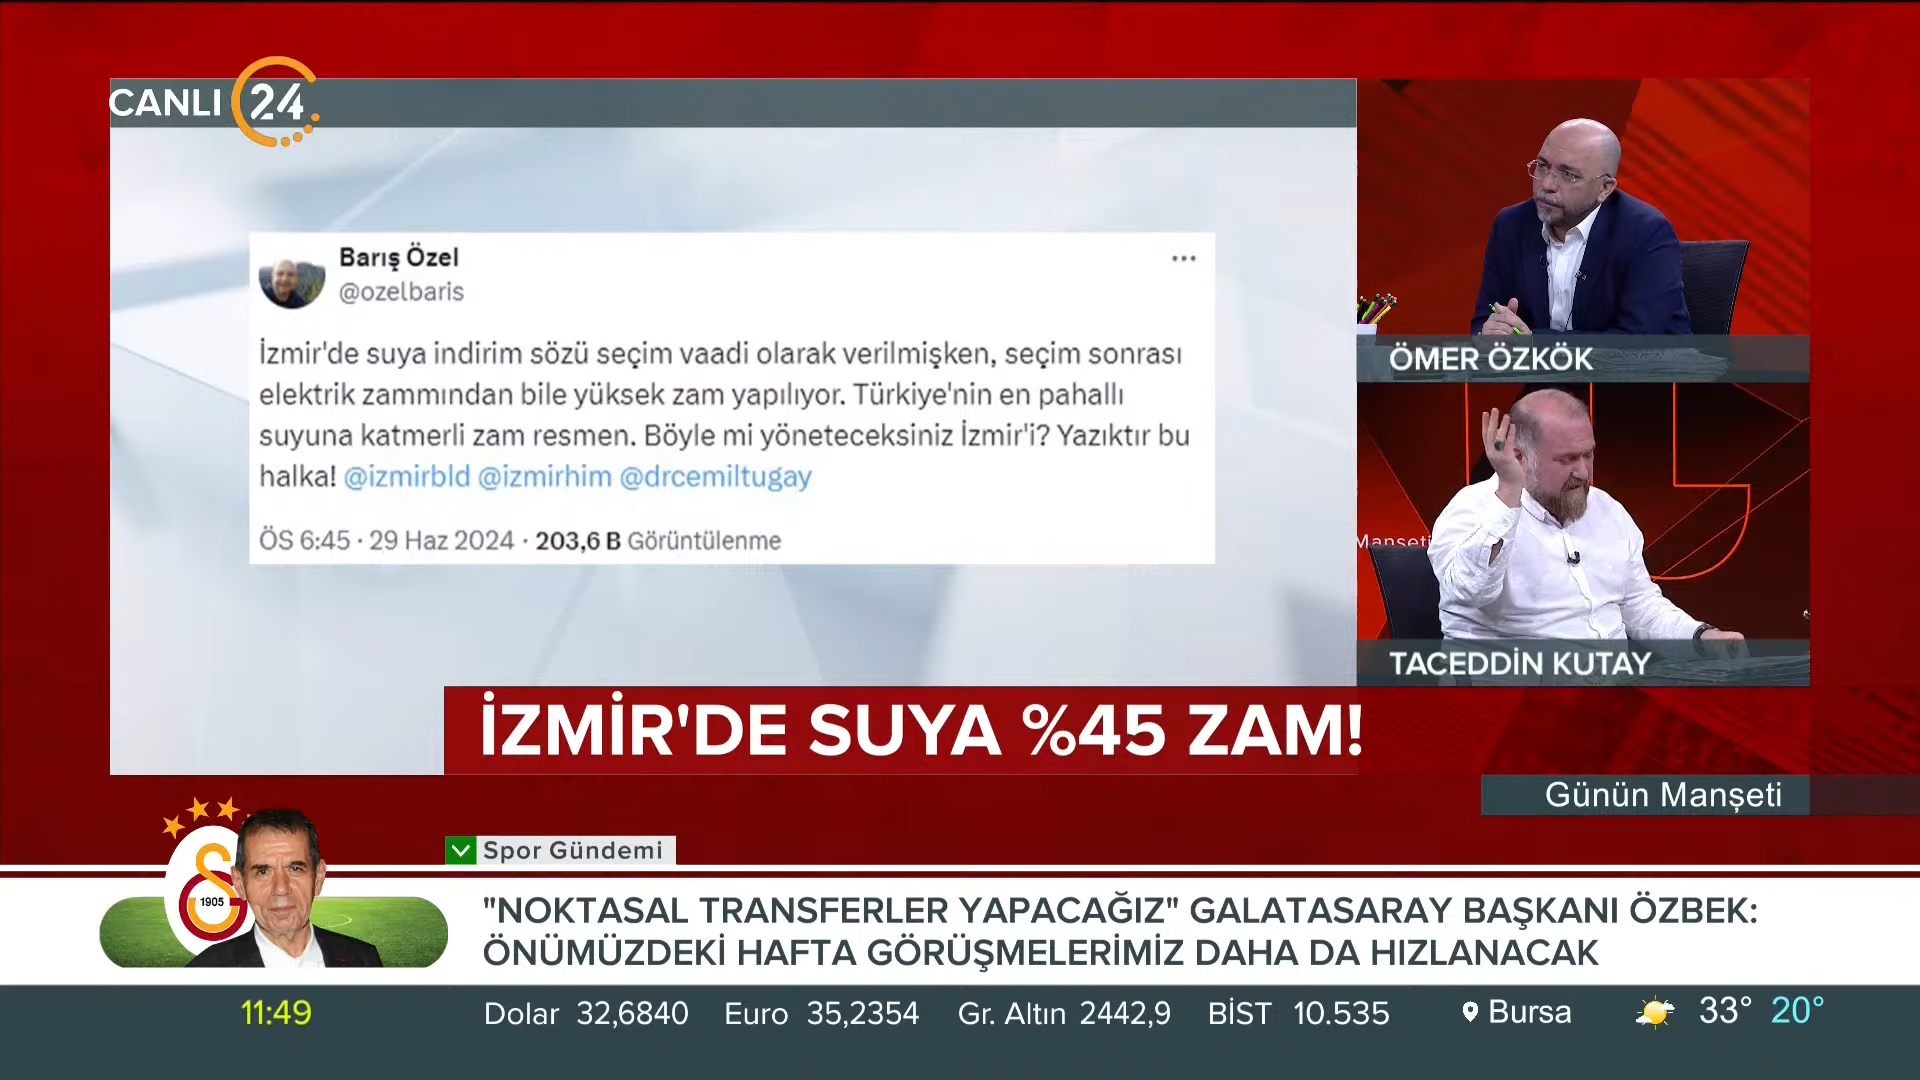 CANLI 24
Barış Özel
@ozelbaris
İzmir'de suya indirim sözü seçim vaadi olarak verilmişken, seçim sonrası
elektrik zammından bile yüksek zam yapılıyor. Türkiye'nin en pahallı
suyuna katmerli zam resmen. Böyle mi yöneteceksiniz İzmir'i? Yazıktır bu
halka! @izmirbld @izmirhim @drcemiltugay
ÖS 6:45 · 29 Haz 2024 · 203,6 B Görüntülenme
ÖMER ÖZKÖK
Manşeti
TACEDDİN KUTAY
İZMİR'DE SUYA %45 ZAM!
Günün Manşeti
Spor Gündemi
1905
"NOKTASAL TRANSFERLER YAPACAĞIZ" GALATASARAY BAŞKANI ÖZBEK:
ÖNÜMÜZDEKİ HAFTA GÖRÜŞMELERİMİZ DAHA DA HIZLANACAK
11:49 Dolar 32,6840 Euro 35,2354 Gr. Altın 2442,9 BİST 10.535 Bursa 33° 20°